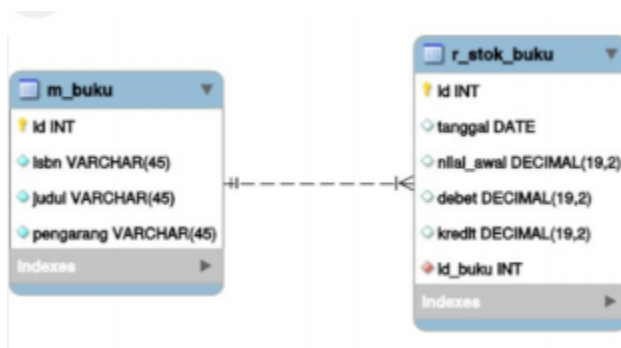 m_buku
id INT
isbn VARCHAR(45)
judul VARCHAR(45)
pengarang VARCHAR(45)
Indexes
r_stok_buku
id INT
tanggal DATE
nilai_awal DECIMAL(19,2)
debet DECIMAL(19,2)
kredit DECIMAL(19,2)
id_buku INT
Indexes